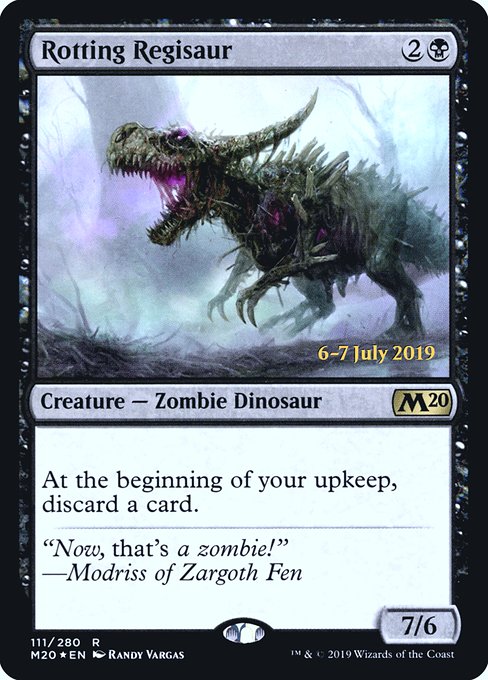 Rotting Regisaur 2
6–7 July 2019
Creature — Zombie Dinosaur M20
At the beginning of your upkeep,
discard a card.
“Now, that’s a zombie!”
—Modriss of Zargoth Fen
7/6
111/280 R
M20 ★ EN Randy Vargas ™ & © 2019 Wizards of the Coast